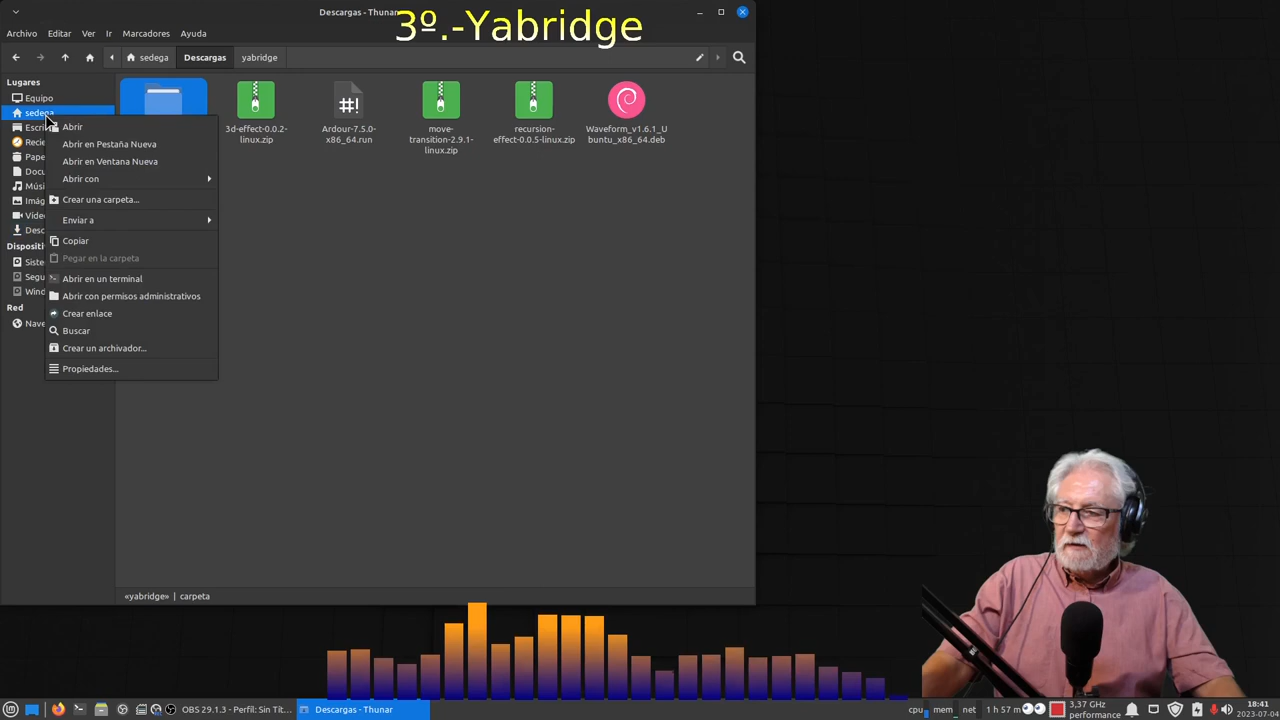 Descargas - Thunar
3º.-Yabridge
Archivo Editar Ver Ir Marcadores Ayuda
sedega Descargas yabridge
Lugares
Equipo
sedega
Abrir
Abrir en Pestaña Nueva
Abrir en Ventana Nueva
Abrir con
Crear una carpeta...
Enviar a
Copiar
Pegar en la carpeta
Abrir en un terminal
Abrir con permisos administrativos
Crear enlace
Buscar
Crear un archivador...
Propiedades...
Red
3d-effect-0.0.2-
linux.zip
#!
Ardour-7.5.0-
x86_64.run
move-
transition-2.9.1-
linux.zip
recursion-
effect-0.0.5-linux.zip
Waveform_v1.6.1_U
buntu_x86_64.deb
«yabridge» | carpeta
OBS 29.1.3 - Perfil: Sin Tít...
Descargas - Thunar
cpu mem net 1 h 57 m
3,37 GHz
performance
18:41
2023-07-04